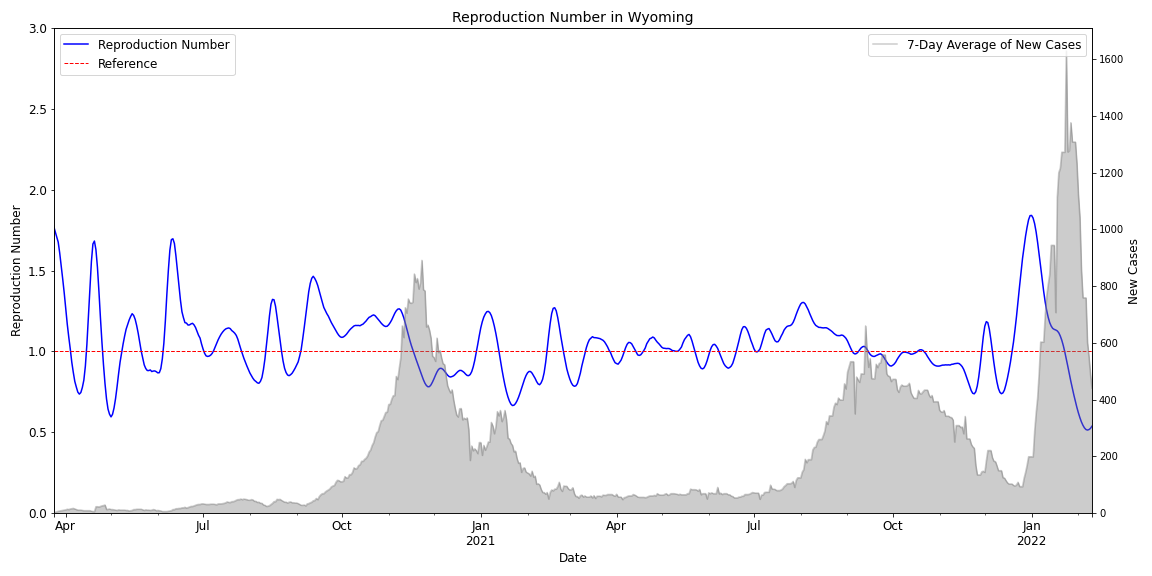 Reproduction Number in Wyoming
Reproduction Number
Reference
7-Day Average of New Cases
3.0
2.5
2.0
1.5
1.0
0.5
0.0
Reproduction Number
1600
1400
1200
1000
800
600
400
200
0
New Cases
Apr Jul Oct Jan Apr Jul Oct Jan
2021 2022
Date